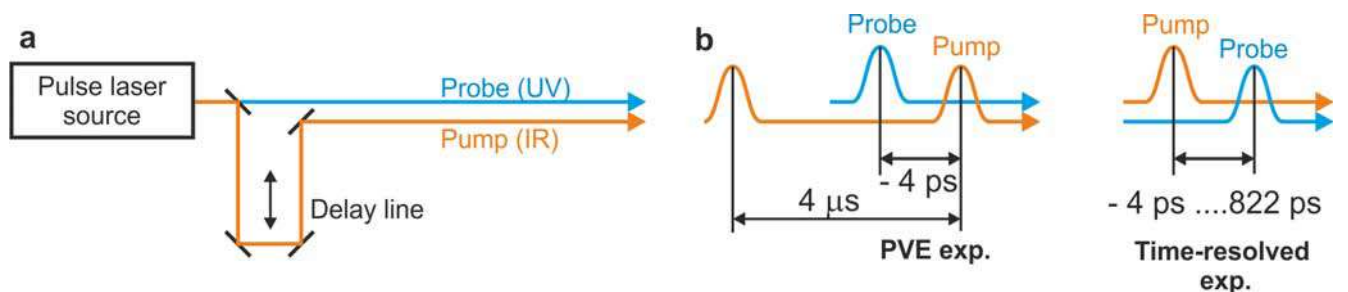 a
Pulse laser
source
Probe (UV)
Pump (IR)
Delay line
b
Probe
Pump
- 4 ps
4 μs
PVE exp.
Pump
Probe
- 4 ps ....822 ps
Time-resolved
exp.